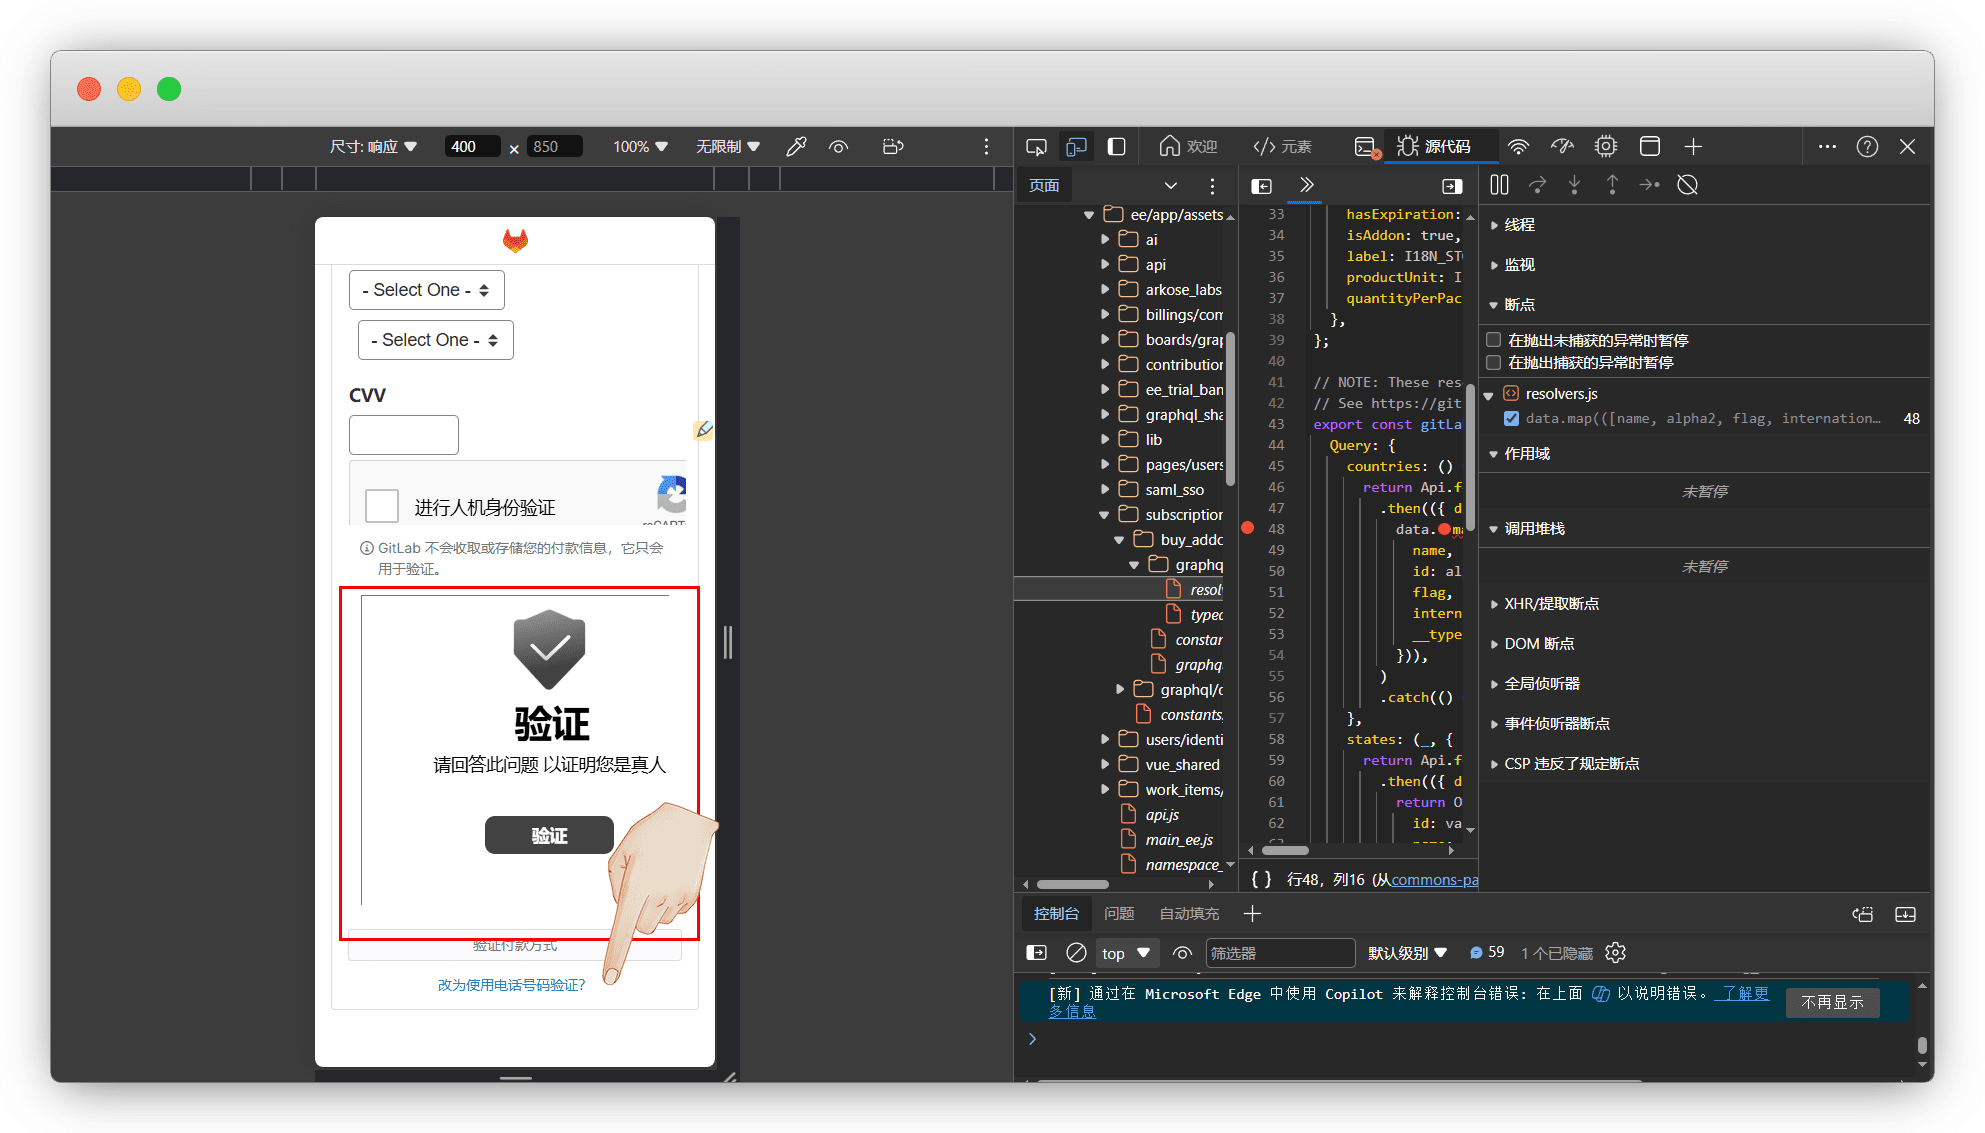 尺寸: 响应
400
×
850
100%
无限制
欢迎
元素
源代码
- Select One -
- Select One -
CVV
进行人机身份验证
GitLab 不会收取或存储您的付款信息，它只会
用于验证。
验证
请回答此问题 以证明您是真人
验证
验证付款方式
改为使用电话号码验证?
页面
ee/app/assets
ai
api
arkose_labs
billings/com
boards/grap
contribution
ee_trial_ban
graphql_sha
lib
pages/users
saml_sso
subscription
buy_addo
graphq
resolv
typed
constan
graphq
graphql/c
constants.
users/identi
vue_shared
work_items/
api.js
main_ee.js
namespace_
33 hasExpiration:
34 isAddon: true,
35 label: I18N_ST
36 productUnit: I
37 quantityPerPac
38 },
39 };
40
41 // NOTE: These res
42 // See https://git
43 export const gitLa
44 Query: {
45 countries: ()
46 return Api.f
47 .then(({ d
48 data.m
49 name,
50 id: al
51 flag,
52 intern
53 __type
54 })),
55 )
56 .catch(()
57 },
58 states: (_, {
59 return Api.f
60 .then(({ d
61 return O
62 id: va
{ } 行48，列16 (从commons-pa
线程
监视
断点
在抛出未捕获的异常时暂停
在抛出捕获的异常时暂停
resolvers.js
data.map(([name, alpha2, flag, internation… 48
作用域
未暂停
调用堆栈
未暂停
XHR/提取断点
DOM 断点
全局侦听器
事件侦听器断点
CSP 违反了规定断点
控制台
问题
自动填充
top
筛选器
默认级别
59
1 个已隐藏
[新] 通过在 Microsoft Edge 中使用 Copilot 来解释控制台错误: 在上面 以说明错误。 了解更
多信息
不再显示